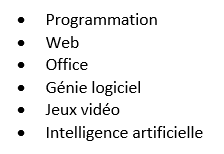 • Programmation
• Web
• Office
• Génie logiciel
• Jeux vidéo
• Intelligence artificielle